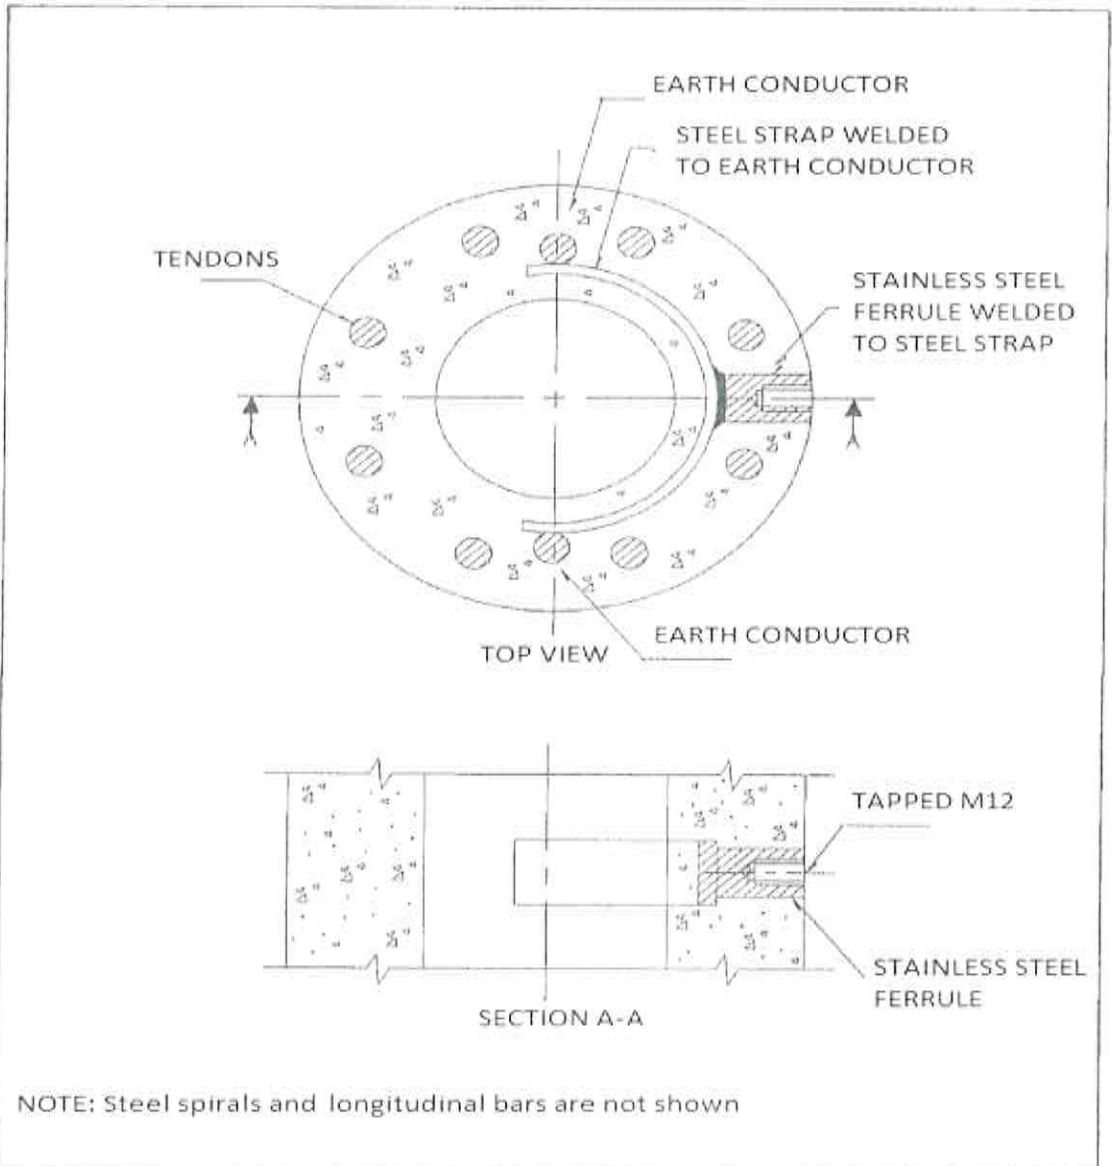 EARTH CONDUCTOR
STEEL STRAP WELDED
TO EARTH CONDUCTOR
TENDONS
STAINLESS STEEL
FERRULE WELDED
TO STEEL STRAP
EARTH CONDUCTOR
TOP VIEW
TAPPED M12
STAINLESS STEEL
FERRULE
SECTION A-A
NOTE: Steel spirals and longitudinal bars are not shown